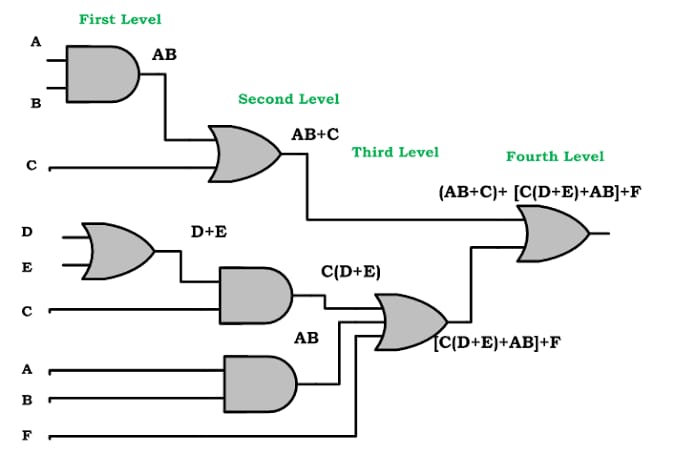 First Level
A
AB
B
Second Level
AB+C
C
Third Level
Fourth Level
(AB+C)+ [C(D+E)+AB]+F
D
D+E
E
C(D+E)
C
AB
[C(D+E)+AB]+F
A
B
F